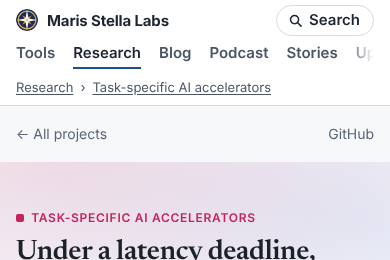 Maris Stella Labs
Search
Tools Research Blog Podcast Stories Up
Research › Task-specific AI accelerators
← All projects GitHub
TASK-SPECIFIC AI ACCELERATORS
Under a latency deadline,